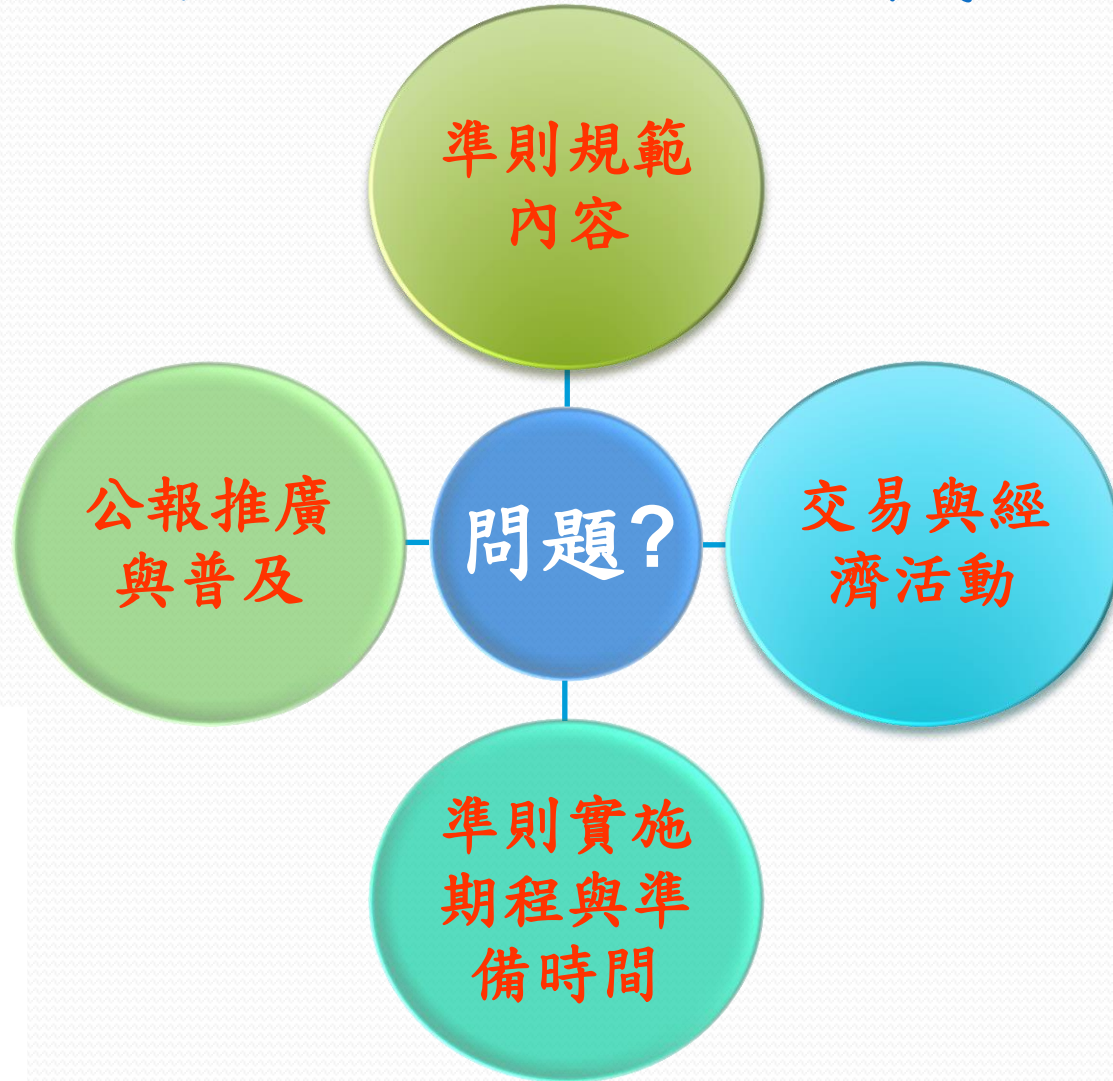 準則規範
內容
公報推廣
與普及
問題?
交易與經
濟活動
準則實施
期程與準
備時間